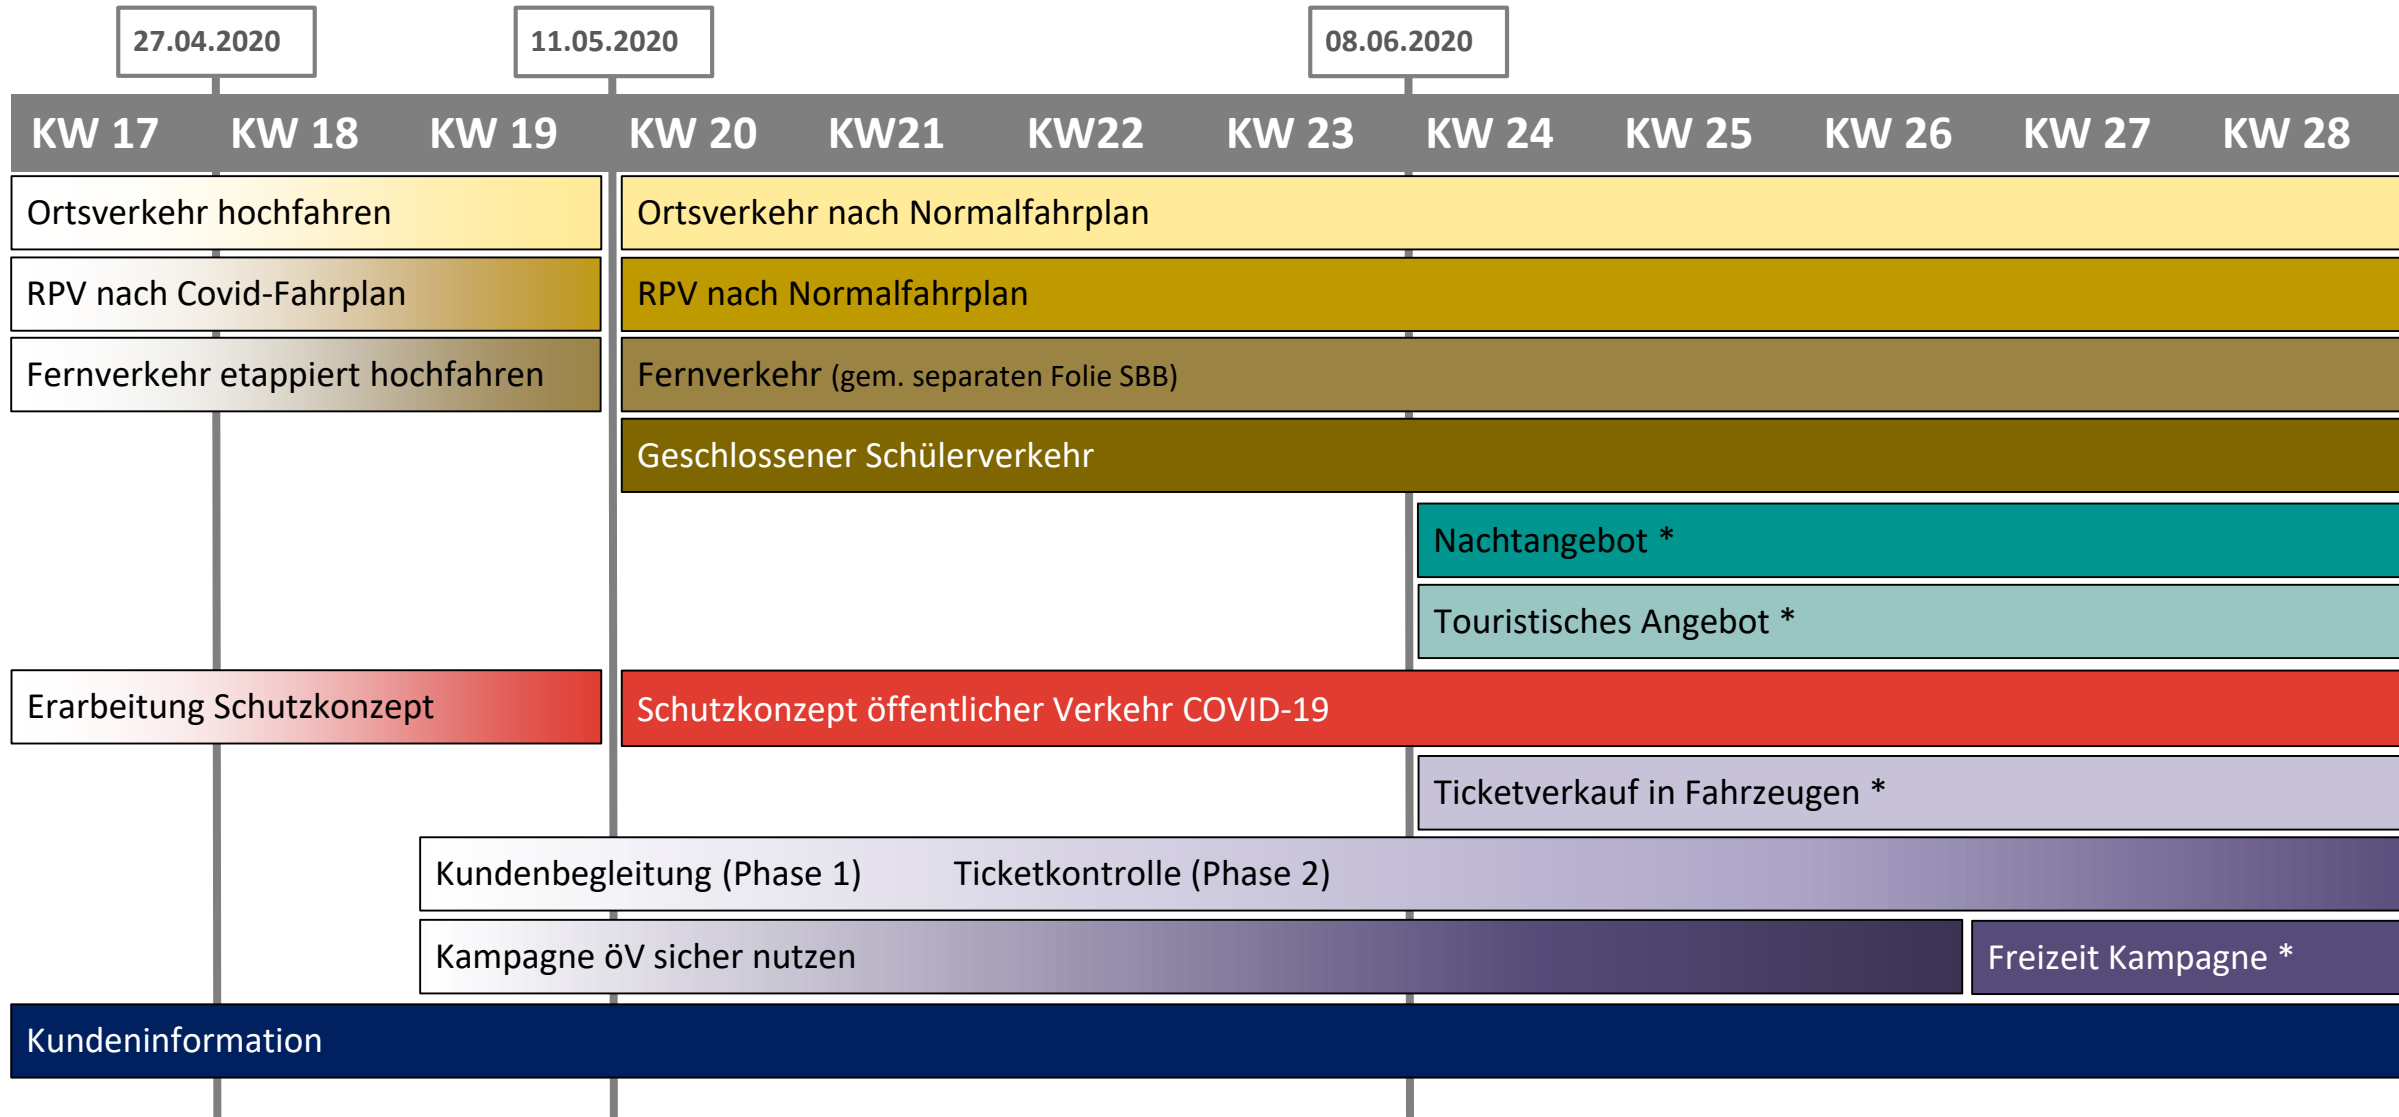 27.04.2020 11.05.2020 08.06.2020
KW 17 KW 18 KW 19 KW 20 KW21 KW22 KW 23 KW 24 KW 25 KW 26 KW 27 KW 28
Ortsverkehr hochfahren Ortsverkehr nach Normalfahrplan
RPV nach Covid-Fahrplan RPV nach Normalfahrplan
Fernverkehr etappiert hochfahren Fernverkehr (gem. separaten Folie SBB)
Geschlossener Schülerverkehr
Nachtangebot *
Touristisches Angebot *
Erarbeitung Schutzkonzept Schutzkonzept öffentlicher Verkehr COVID-19
Ticketverkauf in Fahrzeugen *
Kundenbegleitung (Phase 1) Ticketkontrolle (Phase 2)
Kampagne öV sicher nutzen Freizeit Kampagne *
Kundeninformation